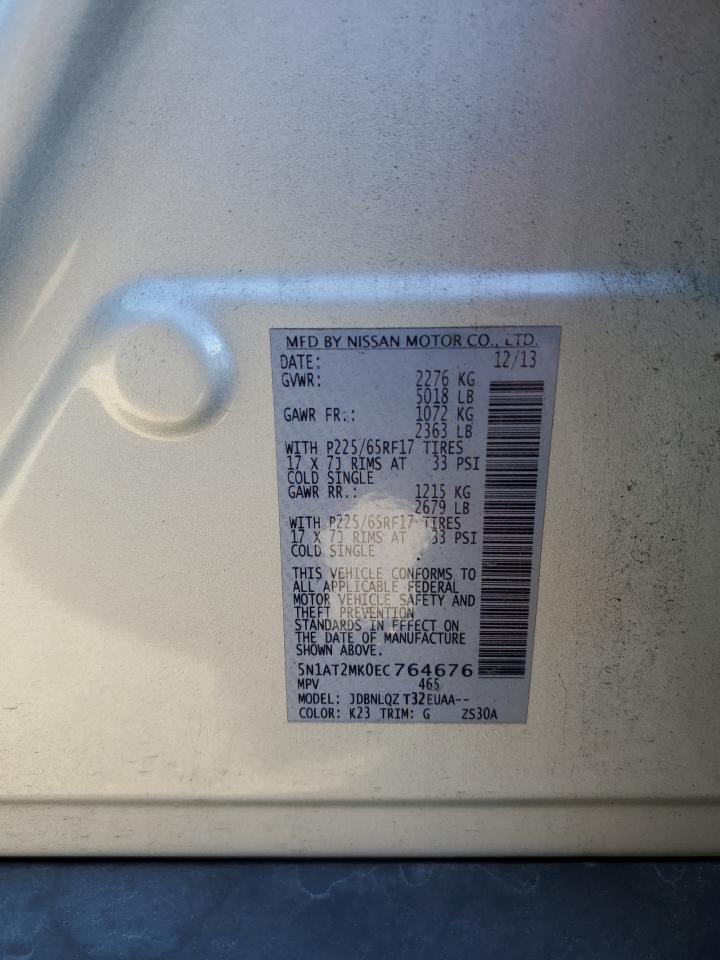 MFD BY NISSAN MOTOR CO., LTD.
DATE: 12/13
GVWR: 2276 KG
5018 LB
GAWR FR.: 1072 KG
2363 LB
WITH P225/65RF17 TIRES
17 X 7J RIMS AT 33 PSI
COLD SINGLE
GAWR RR.: 1215 KG
2679 LB
WITH P225/65RF17 TIRES
17 X 7J RIMS AT 33 PSI
COLD SINGLE
THIS VEHICLE CONFORMS TO
ALL APPLICABLE FEDERAL
MOTOR VEHICLE SAFETY AND
THEFT PREVENTION
STANDARDS IN EFFECT ON
THE DATE OF MANUFACTURE
SHOWN ABOVE.
5N1AT2MK0EC764676
MPV 465
MODEL: JDBNLQZ T32EUAA--
COLOR: K23 TRIM: G ZS30A